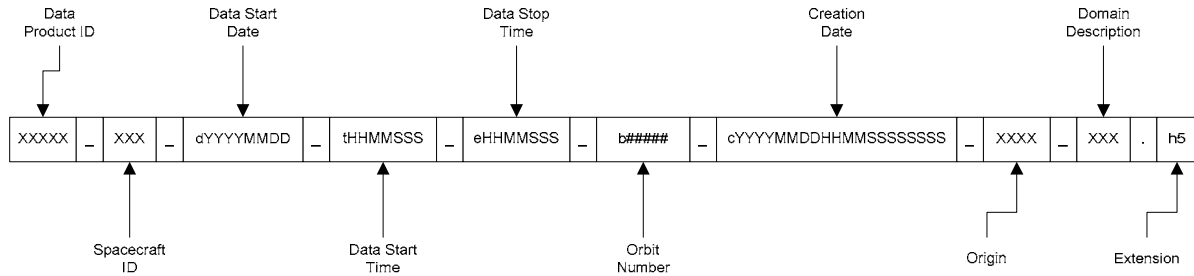 Data
Product ID
Data Start
Date
Data Stop
Time
Creation
Date
Domain
Description
XXXXX _ XXX _ dYYYYMMDD _ tHHMMSSS _ eHHMMSSS _ b##### _ cYYYYMMDDHHMMSSSSSSSS _ XXXX _ XXX . h5
Spacecraft
ID
Data Start
Time
Orbit
Number
Origin
Extension